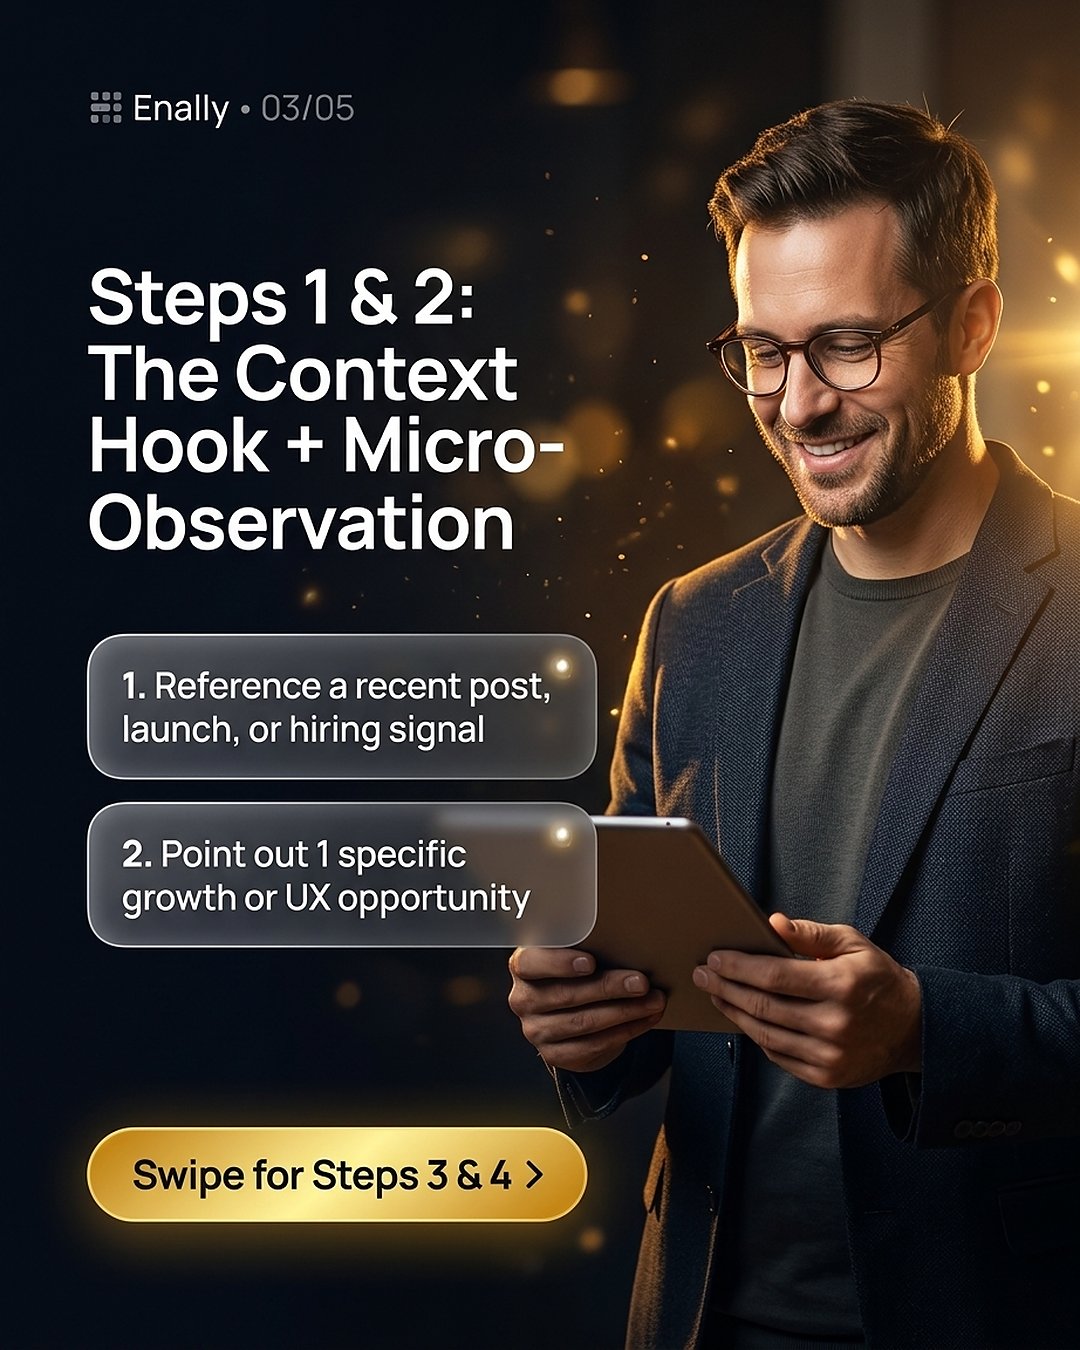 Enally • 03/05
Steps 1 & 2:
The Context
Hook + Micro-
Observation
1. Reference a recent post,
launch, or hiring signal
2. Point out 1 specific
growth or UX opportunity
Swipe for Steps 3 & 4 >